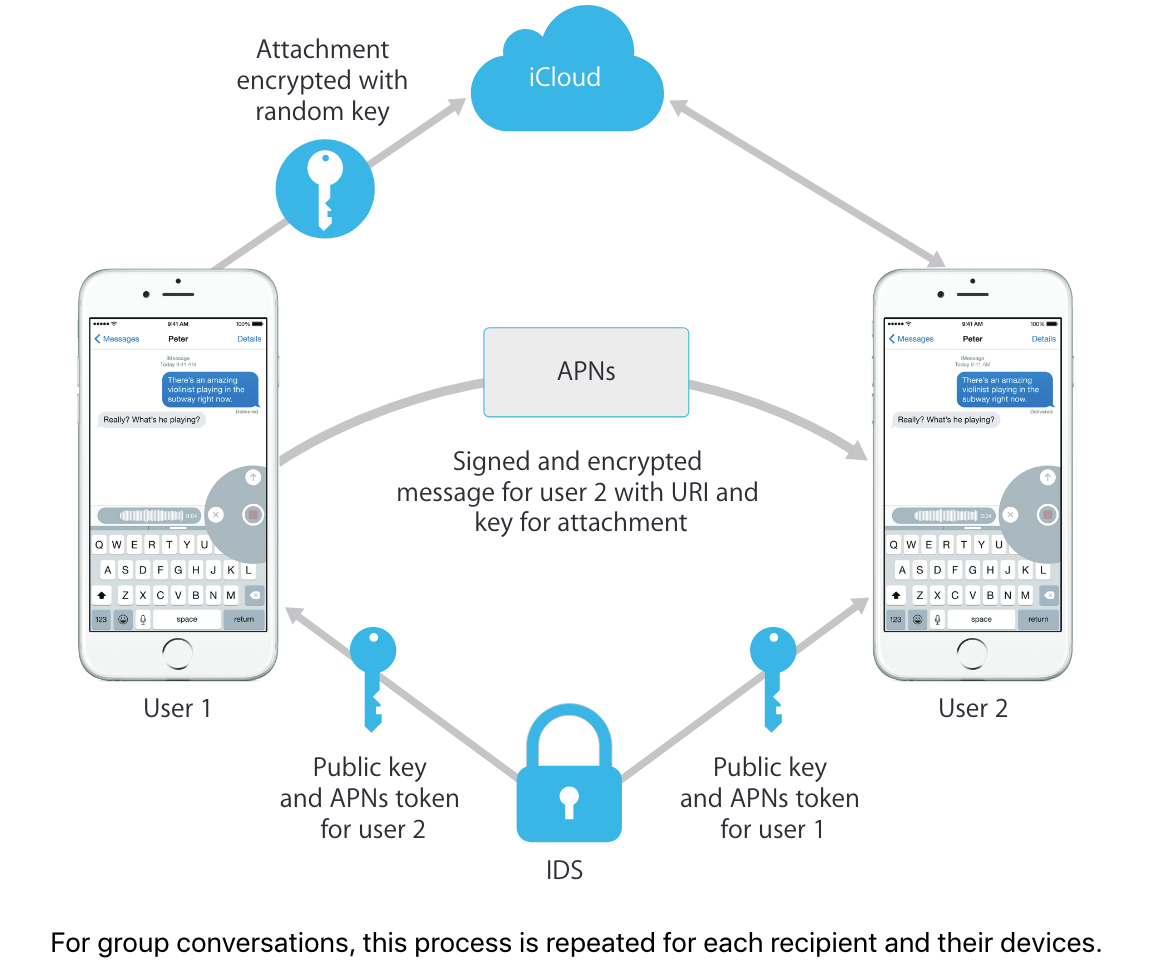 Attachment
encrypted with
random key
iCloud
9:41 AM
100%
Messages
Peter
Details
iMessage
Today 9:41 AM
There's an amazing
violinist playing in the
subway right now.
Delivered
Really? What's he playing?
0:04
Q W E R T Y U
A S D F G H J K L
Z X C V B N M
123
space
return
User 1
APNs
Signed and encrypted
message for user 2 with URI and
key for attachment
9:41 AM
100%
Messages
Peter
Details
iMessage
Today 9:41 AM
There's an amazing
violinist playing in the
subway right now.
Delivered
Really? What's he playing?
0:04
Q W E R T Y U
A S D F G H J K L
Z X C V B N M
123
space
return
User 2
Public key
and APNs token
for user 2
Public key
and APNs token
for user 1
IDS
For group conversations, this process is repeated for each recipient and their devices.